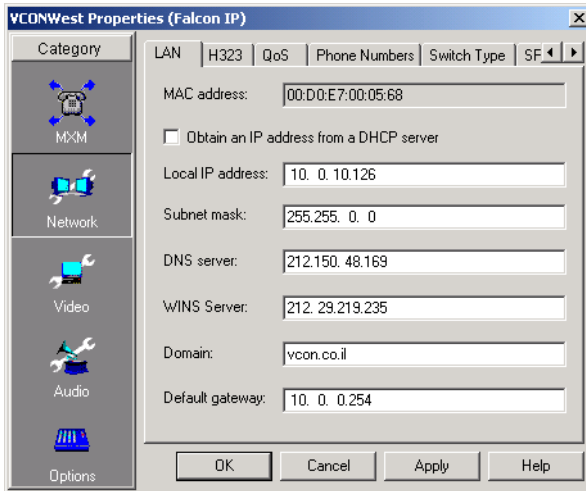 VCONWest Properties (Falcon IP)
Category
MXM
Network
Video
Audio
Options
LAN H323 QoS Phone Numbers Switch Type SF
MAC address: 00:D0:E7:00:05:68
Obtain an IP address from a DHCP server
Local IP address: 10. 0. 10.126
Subnet mask: 255.255. 0. 0
DNS server: 212.150. 48.169
WINS Server: 212. 29.219.235
Domain: vcon.co.il
Default gateway: 10. 0. 0.254
OK Cancel Apply Help